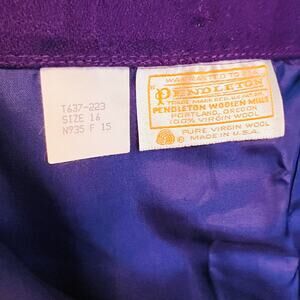 T637-223
SIZE 16
N935 F 15
WARRANTED TO BE
"PENDLETON"
TRADE MARK REG. U.S. PAT. OFF.
PENDLETON WOOLEN MILLS
PORTLAND, OREGON
100% VIRGIN WOOL
PURE VIRGIN WOOL
MADE IN U.S.A.